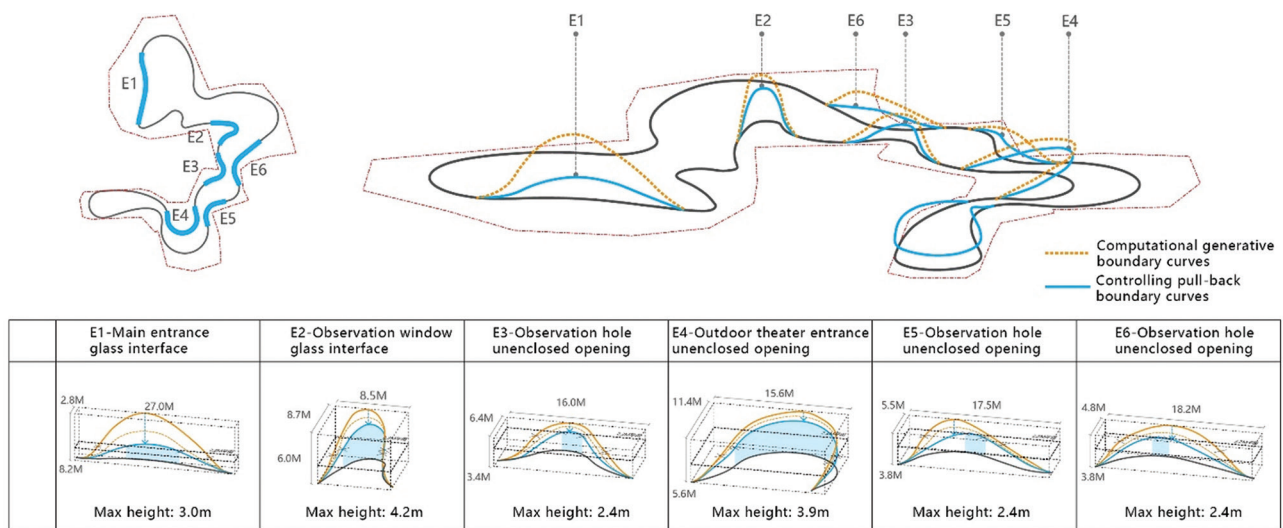 E1
E2
E3
E6
E4
E5
E1
E2
E6
E3
E5
E4
Computational generative
boundary curves
Controlling pull-back
boundary curves
E1-Main entrance
glass interface
E2-Observation window
glass interface
E3-Observation hole
unenclosed opening
E4-Outdoor theater entrance
unenclosed opening
E5-Observation hole
unenclosed opening
E6-Observation hole
unenclosed opening
2.8M
27.0M
8.2M
Max height: 3.0m
8.5M
8.7M
6.0M
Max height: 4.2m
16.0M
6.4M
3.4M
Max height: 2.4m
15.6M
11.4M
5.6M
Max height: 3.9m
5.5M
17.5M
3.8M
Max height: 2.4m
4.8M
18.2M
3.8M
Max height: 2.4m